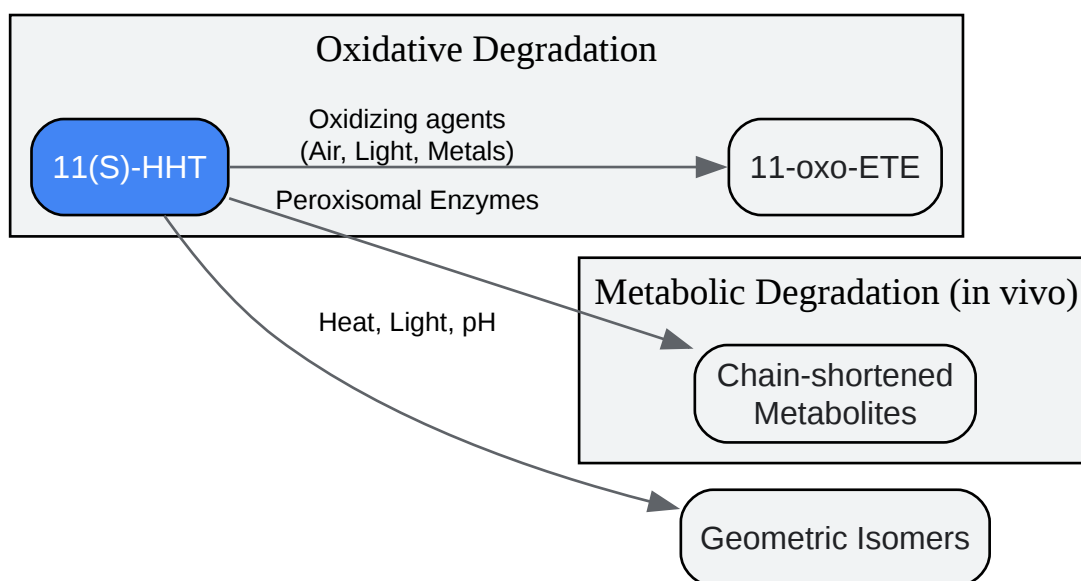 Oxidative Degradation
Oxidizing agents
(Air, Light, Metals)
11(S)-HHT
11-oxo-ETE
Peroxisomal Enzymes
Metabolic Degradation (in vivo)
Heat, Light, pH
Chain-shortened
Metabolites
Geometric Isomers